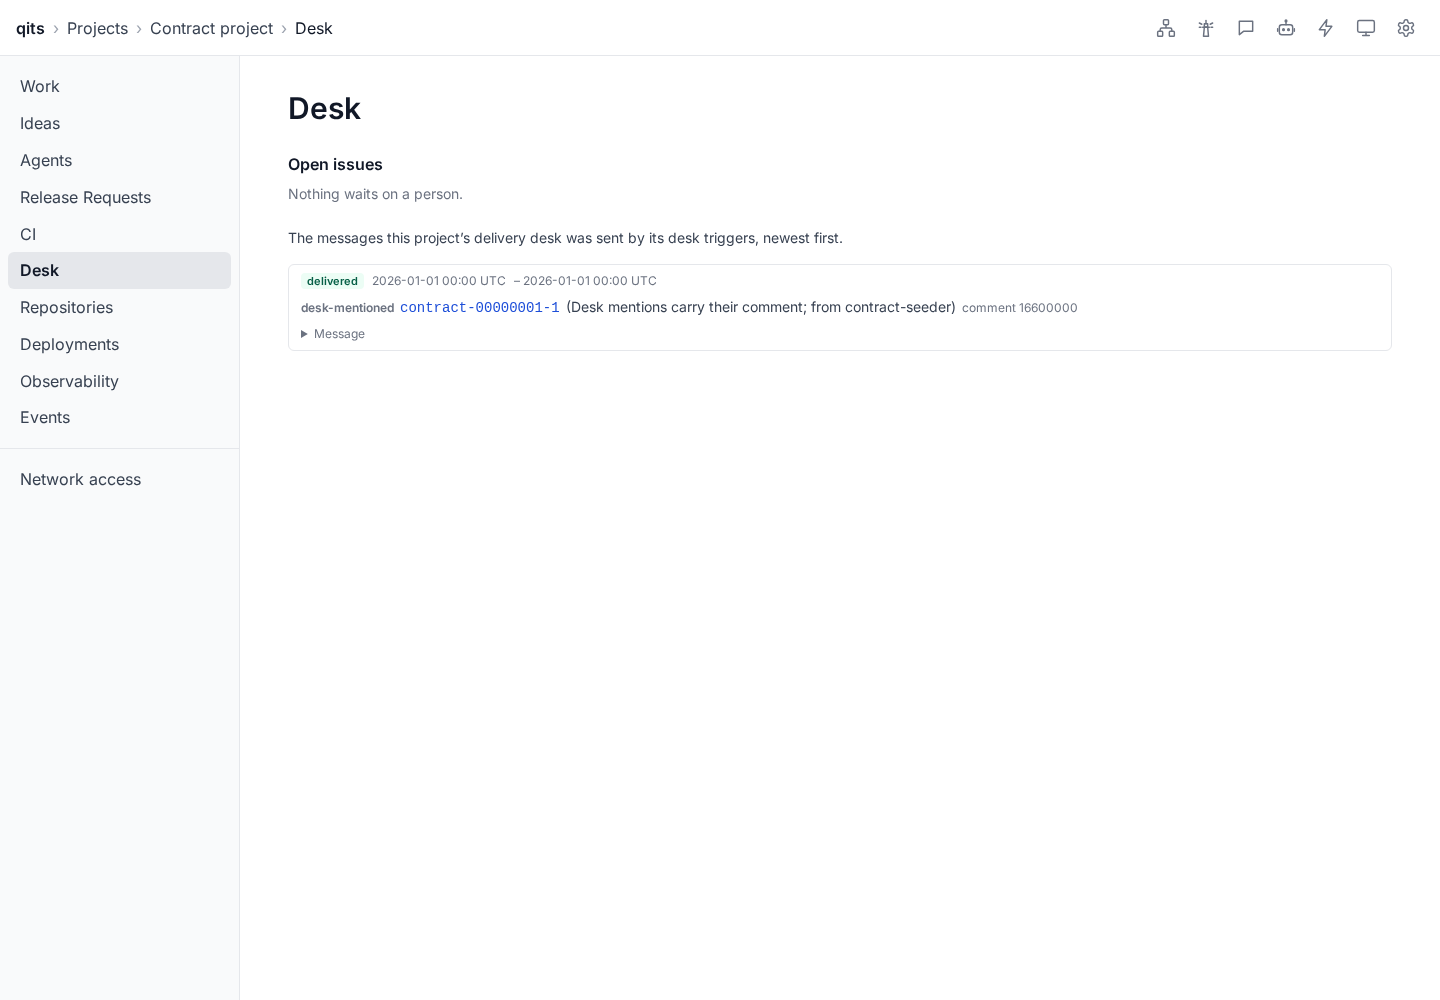 qits › Projects › Contract project › Desk
Work
Ideas
Agents
Release Requests
CI
Desk
Repositories
Deployments
Observability
Events
Network access
Desk
Open issues
Nothing waits on a person.
The messages this project’s delivery desk was sent by its desk triggers, newest first.
delivered 2026-01-01 00:00 UTC – 2026-01-01 00:00 UTC
desk-mentioned contract-00000001-1 (Desk mentions carry their comment; from contract-seeder) comment 16600000
Message